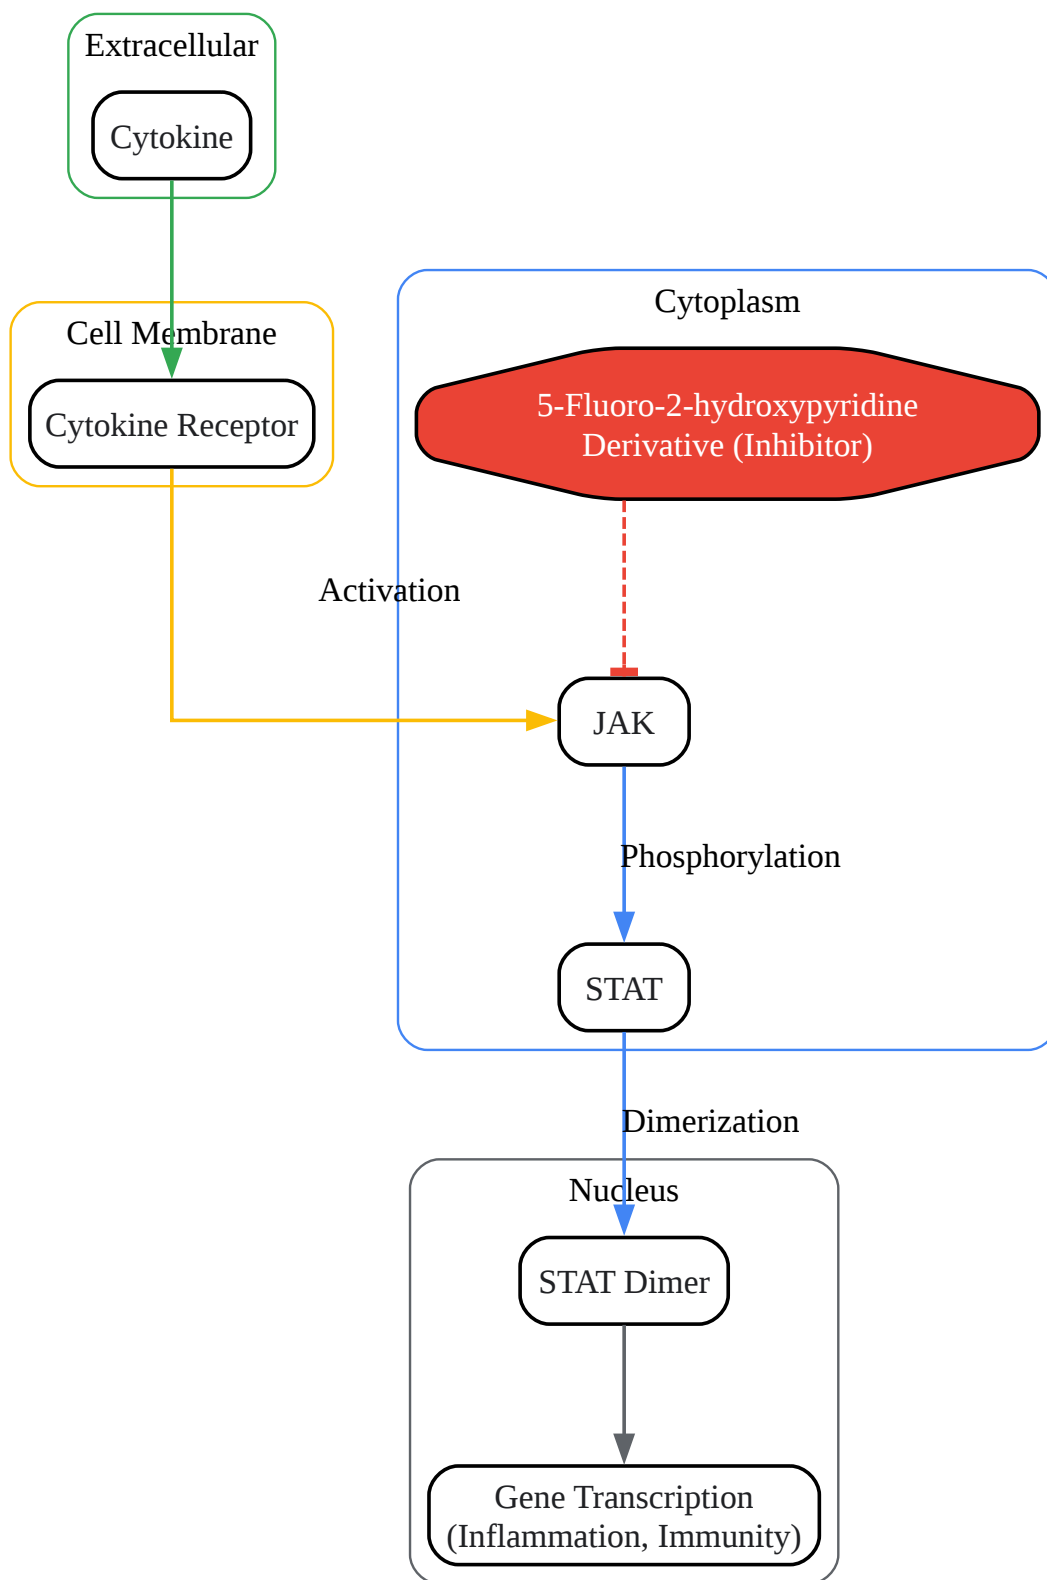 Extracellular
Cytokine
Cell Membrane
Cytokine Receptor
Cytoplasm
5-Fluoro-2-hydroxypyridine
Derivative (Inhibitor)
Activation
JAK
Phosphorylation
STAT
Dimerization
Nucleus
STAT Dimer
Gene Transcription
(Inflammation, Immunity)